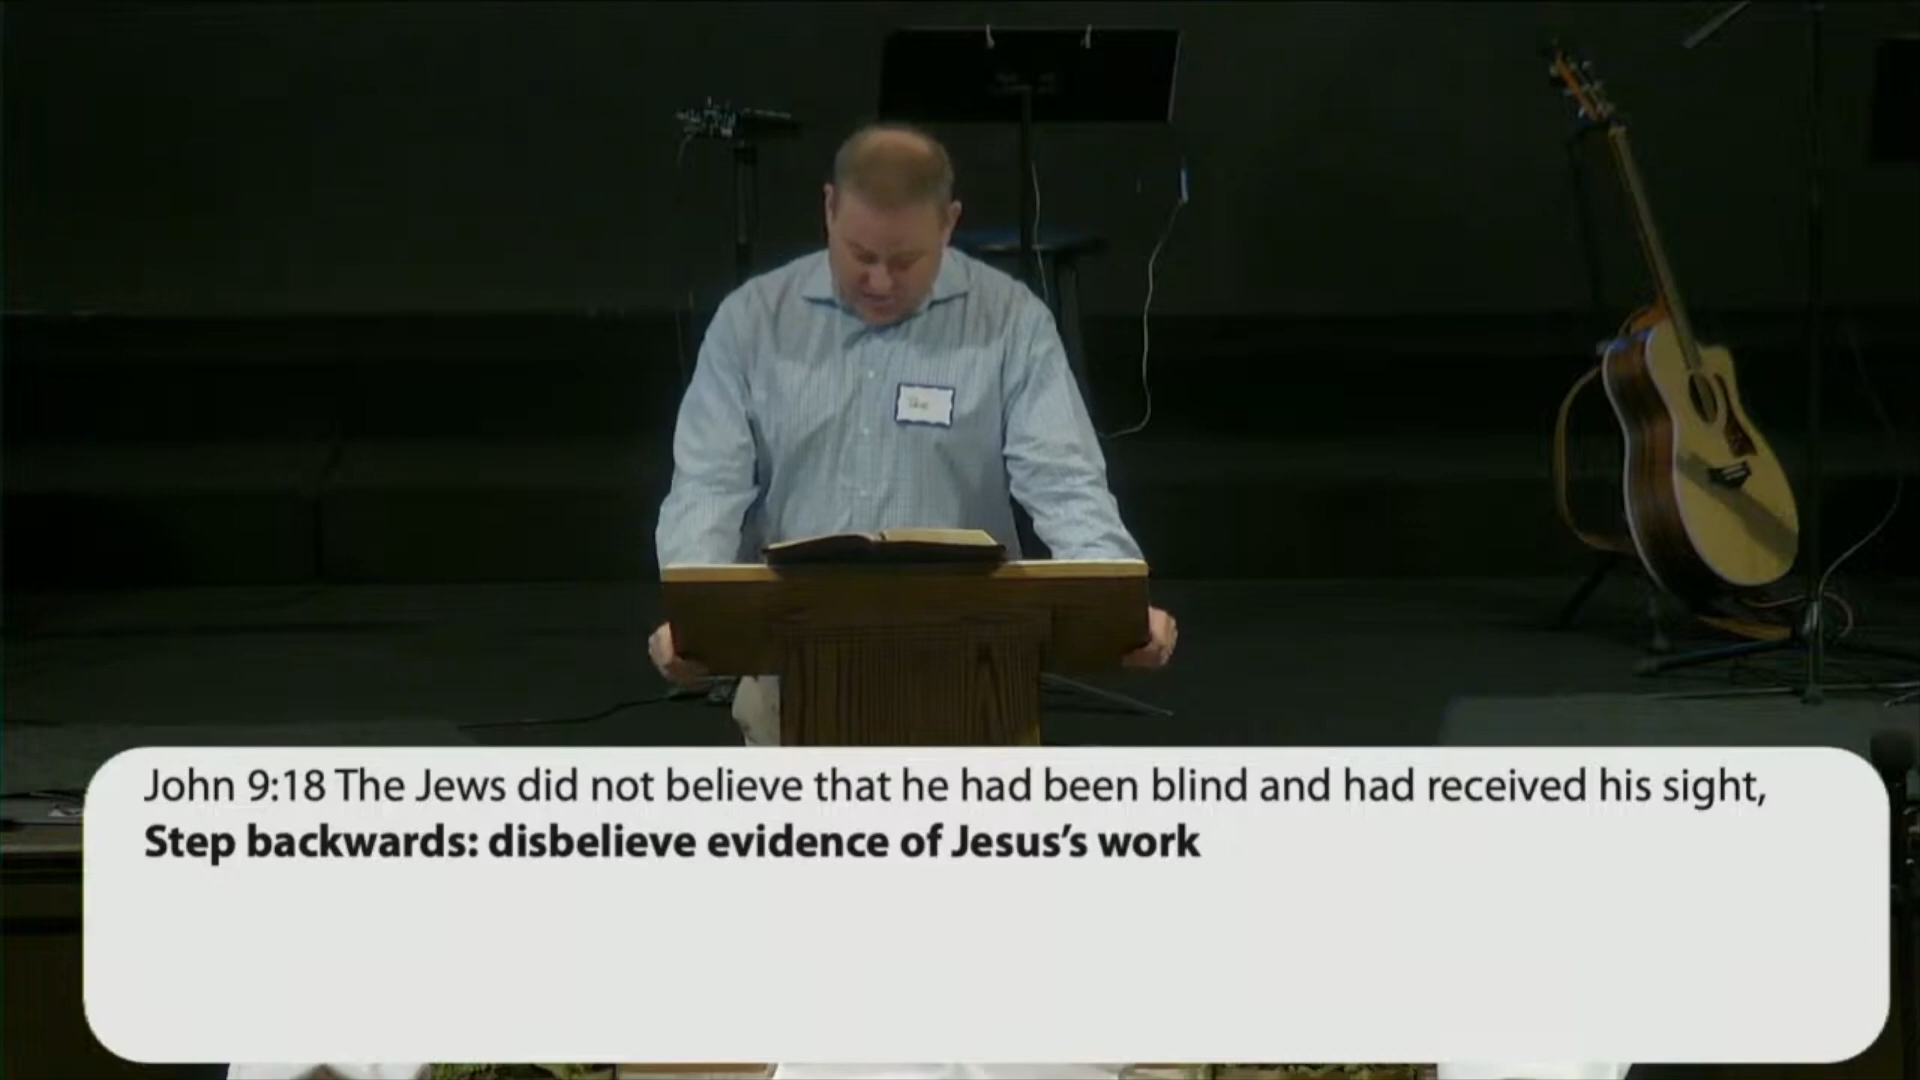 John 9:18 The Jews did not believe that he had been blind and had received his sight,
Step backwards: disbelieve evidence of Jesus’s work